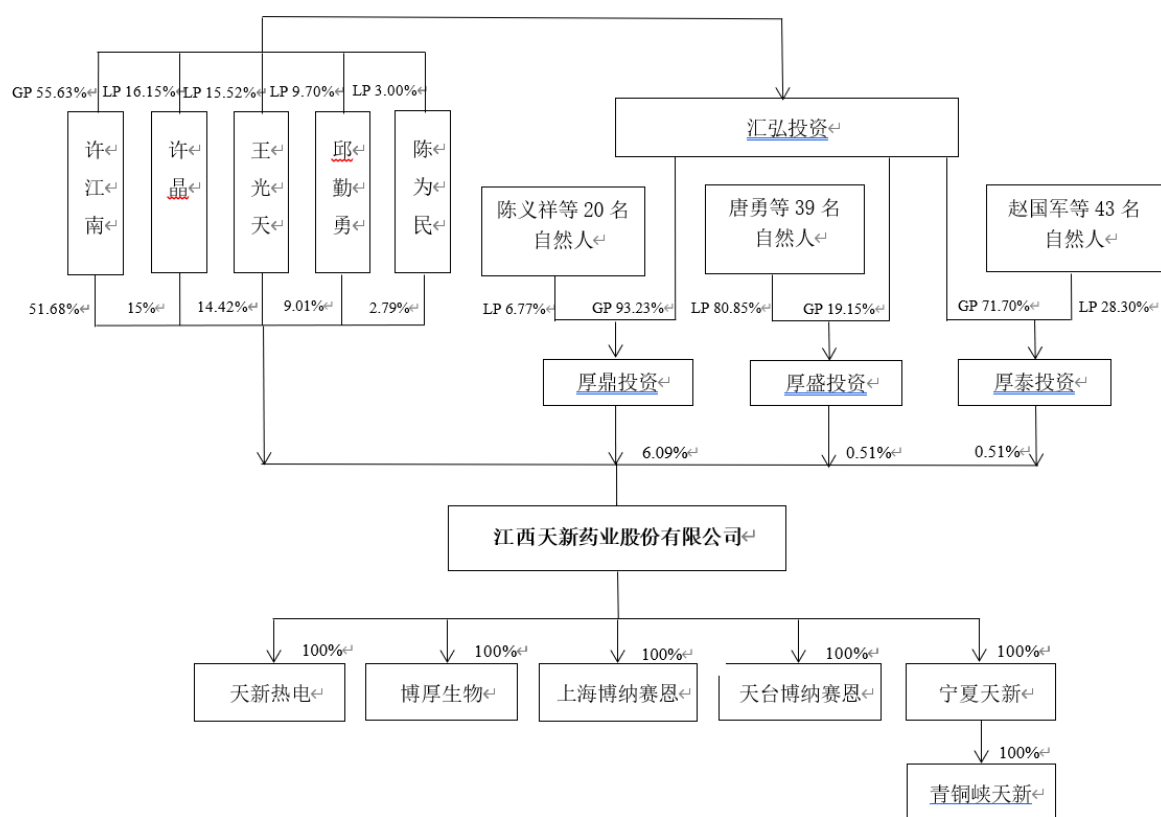 GP 55.63%
LP 16.15%
LP 15.52%
LP 9.70%
LP 3.00%
汇弘投资
许江南
许晶
王光天
邱勤勇
陈为民
陈义祥等 20 名
自然人
唐勇等 39 名
自然人
赵国军等 43 名
自然人
51.68%
15%
14.42%
9.01%
2.79%
LP 6.77%
GP 93.23%
LP 80.85%
GP 19.15%
GP 71.70%
LP 28.30%
厚鼎投资
厚盛投资
厚泰投资
6.09%
0.51%
0.51%
江西天新药业股份有限公司
100%
100%
100%
100%
100%
天新热电
博厚生物
上海博纳赛恩
天台博纳赛恩
宁夏天新
100%
青铜峡天新